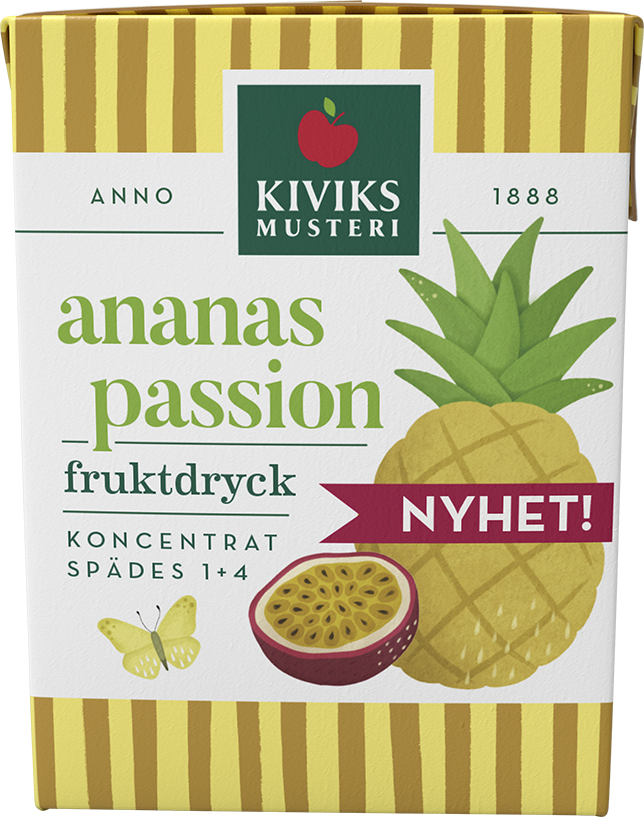 KIVIKS
MUSTERI
ANNO
1888
ananas
passion
fruktdryck
NYHET!
KONCENTRAT
SPÄDES 1+4